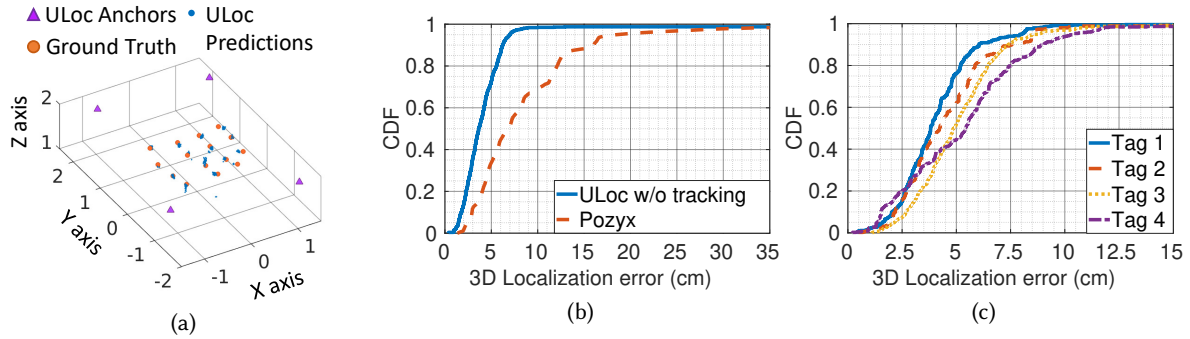 ULoc Anchors
ULoc Predictions
Ground Truth
Z axis
2
1
2
1
0
-1
-2
Y axis
-1
0
1
X axis
(a)
CDF
1
0.8
0.6
0.4
0.2
0
0
5
10
15
20
25
30
35
3D Localization error (cm)
ULoc w/o tracking
Pozyx
(b)
CDF
1
0.8
0.6
0.4
0.2
0
0
2.5
5
7.5
10
12.5
15
3D Localization error (cm)
Tag 1
Tag 2
Tag 3
Tag 4
(c)